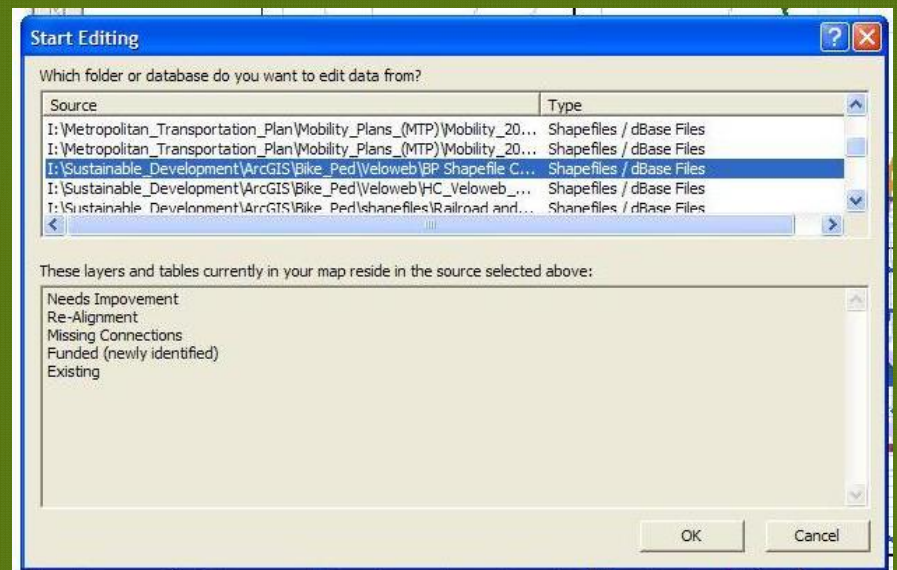 Start Editing
Which folder or database do you want to edit data from?
Source Type
I:\Metropolitan_Transportation_Plan\Mobility_Plans_(MTP)\Mobility_20... Shapefiles / dBase Files
I:\Metropolitan_Transportation_Plan\Mobility_Plans_(MTP)\Mobility_20... Shapefiles / dBase Files
I:\Sustainable_Development\ArcGIS\Bike_Ped\Veloweb\BP Shapefile C... Shapefiles / dBase Files
I:\Sustainable_Development\ArcGIS\Bike_Ped\Veloweb\HC_Veloweb_... Shapefiles / dBase Files
I:\Sustainable_Development\ArcGIS\Bike_Ped\shapefiles\Railroad and... Shapefiles / dBase Files
These layers and tables currently in your map reside in the source selected above:
Needs Impovement
Re-Alignment
Missing Connections
Funded (newly identified)
Existing
OK Cancel